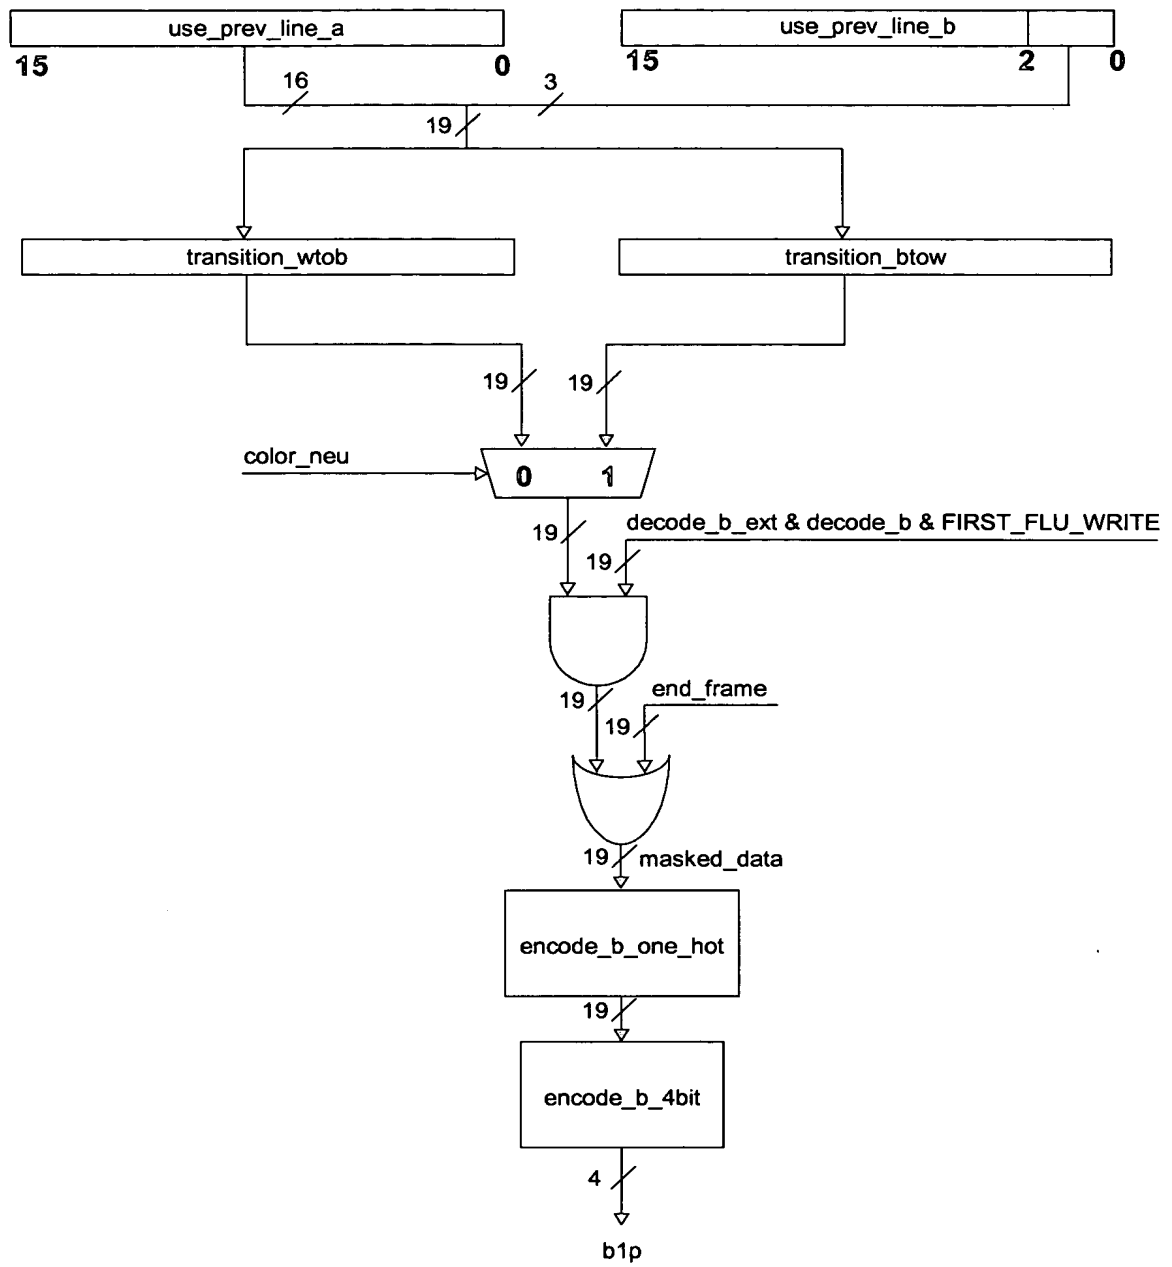 use_prev_line_a
use_prev_line_b
15
0
15
2
0
16
3
19
transition_wtob
transition_btow
19
19
color_neu
0
1
decode_b_ext & decode_b & FIRST_FLU_WRITE
19
19
19
end_frame
19
19
masked_data
encode_b_one_hot
19
encode_b_4bit
4
b1p